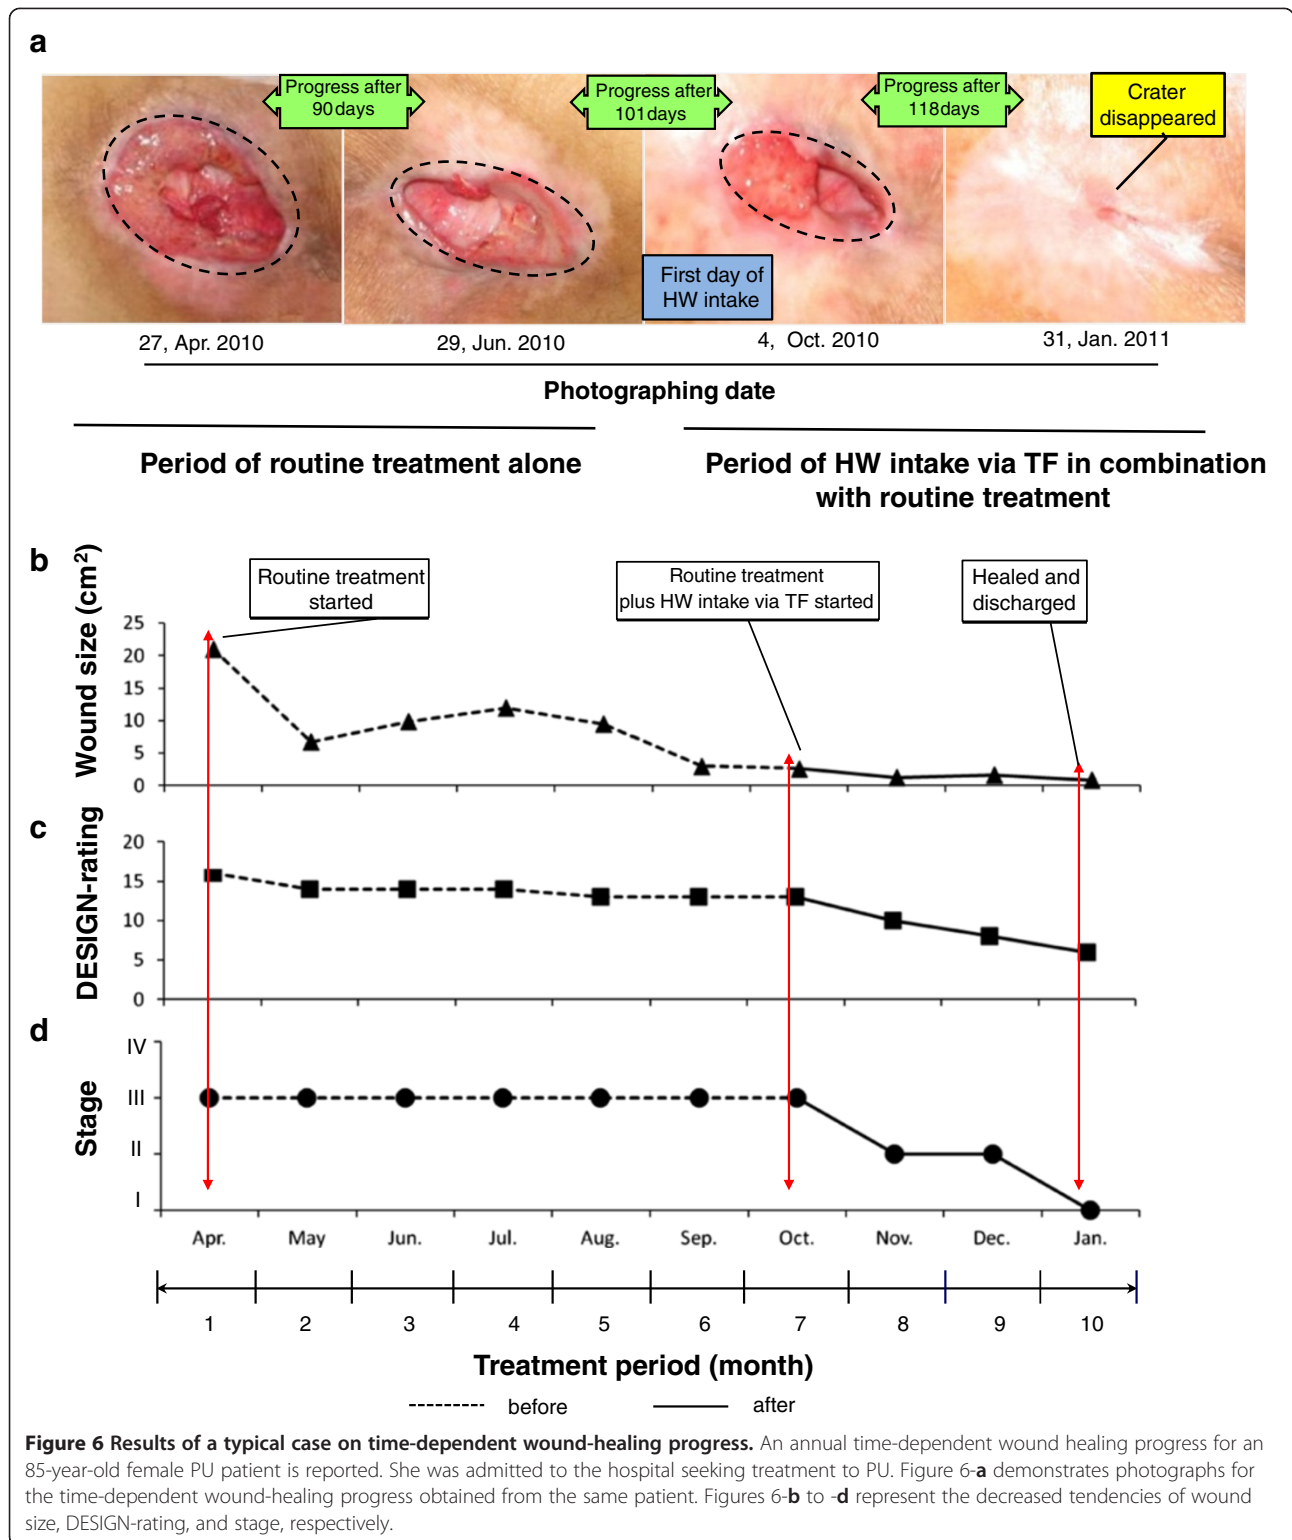 a
Progress after
90days
Progress after
101days
Progress after
118days
Crater
disappeared
First day of
HW intake
27, Apr. 2010
29, Jun. 2010
4, Oct. 2010
31, Jan. 2011
Photographing date
Period of routine treatment alone
Period of HW intake via TF in combination
with routine treatment
b
Routine treatment
started
Routine treatment
plus HW intake via TF started
Healed and
discharged
Wound size (cm²)
25
20
15
10
5
0
c
DESIGN-rating
20
15
10
5
0
d
Stage
IV
III
II
I
Apr. May Jun. Jul. Aug. Sep. Oct. Nov. Dec. Jan.
1 2 3 4 5 6 7 8 9 10
Treatment period (month)
before after
Figure 6 Results of a typical case on time-dependent wound-healing progress. An annual time-dependent wound healing progress for an
85-year-old female PU patient is reported. She was admitted to the hospital seeking treatment to PU. Figure 6-a demonstrates photographs for
the time-dependent wound-healing progress obtained from the same patient. Figures 6-b to -d represent the decreased tendencies of wound
size, DESIGN-rating, and stage, respectively.